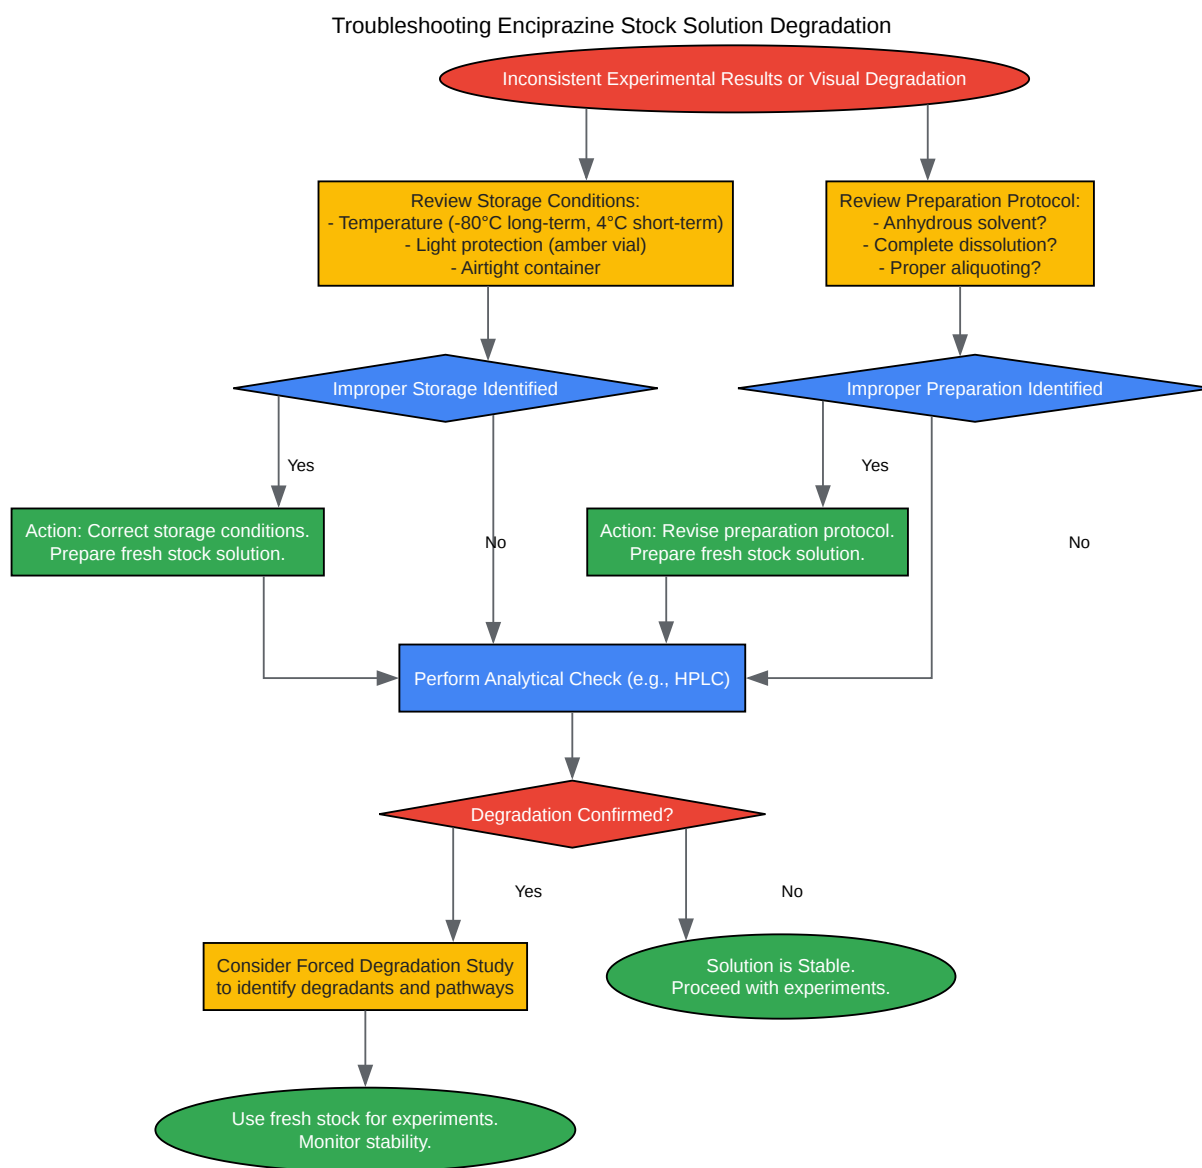 Troubleshooting Enciprazine Stock Solution Degradation
Inconsistent Experimental Results or Visual Degradation
Review Storage Conditions:
- Temperature (-80°C long-term, 4°C short-term)
- Light protection (amber vial)
- Airtight container
Review Preparation Protocol:
- Anhydrous solvent?
- Complete dissolution?
- Proper aliquoting?
Improper Storage Identified
Improper Preparation Identified
Yes
Yes
Action: Correct storage conditions.
Prepare fresh stock solution.
No
Action: Revise preparation protocol.
Prepare fresh stock solution.
No
Perform Analytical Check (e.g., HPLC)
Degradation Confirmed?
Yes
No
Consider Forced Degradation Study
to identify degradants and pathways
Solution is Stable.
Proceed with experiments.
Use fresh stock for experiments.
Monitor stability.